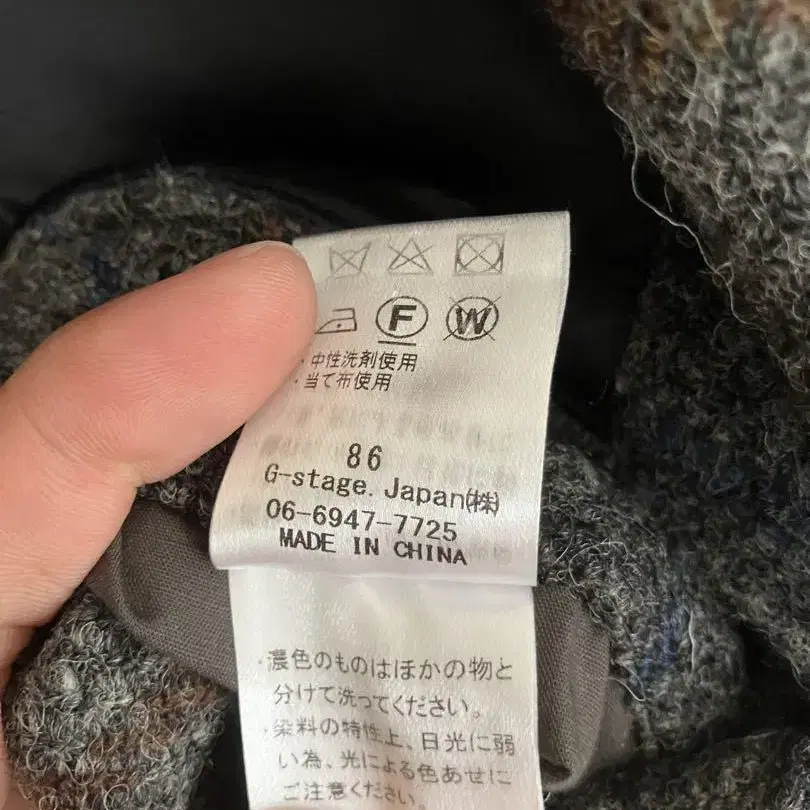 F W
・中性洗剤使用
・当て布使用
86
G-stage. Japan(株)
06-6947-7725
MADE IN CHINA
・濃色のものはほかの物と
分けて洗ってください。
・染料の特性上、日光に弱
い為、光による色あせに
ご注意ください。